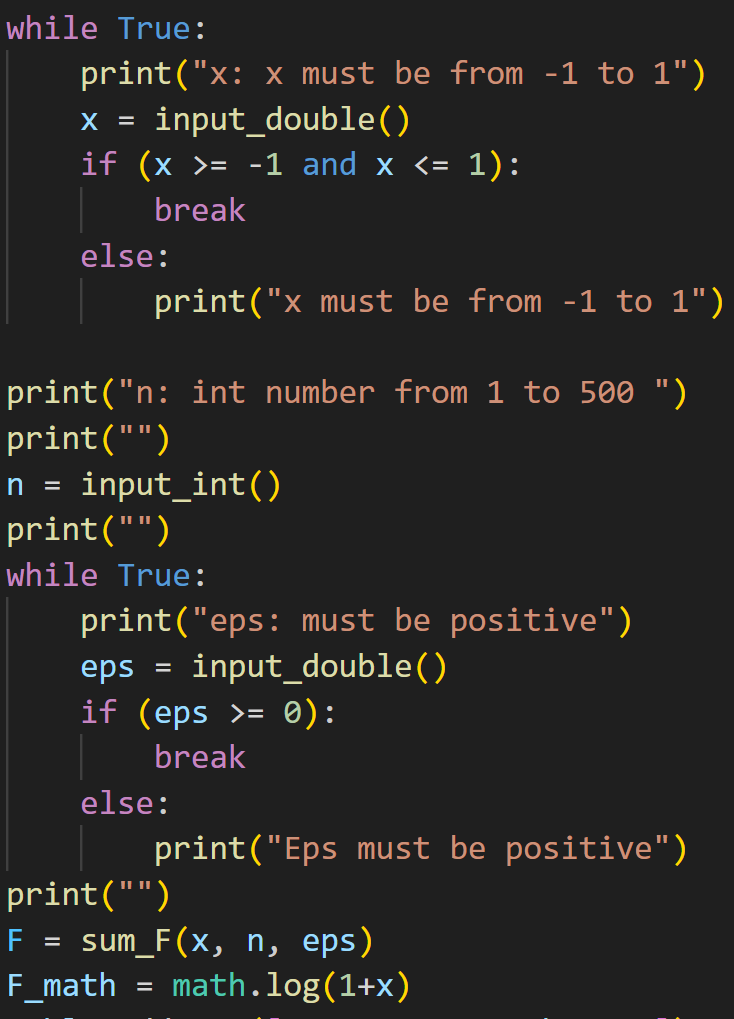 while True:
    print("x: x must be from -1 to 1")
    x = input_double()
    if (x >= -1 and x <= 1):
        break
    else:
        print("x must be from -1 to 1")

print("n: int number from 1 to 500 ")
print("")
n = input_int()
print("")
while True:
    print("eps: must be positive")
    eps = input_double()
    if (eps >= 0):
        break
    else:
        print("Eps must be positive")
print("")
F = sum_F(x, n, eps)
F_math = math.log(1+x)